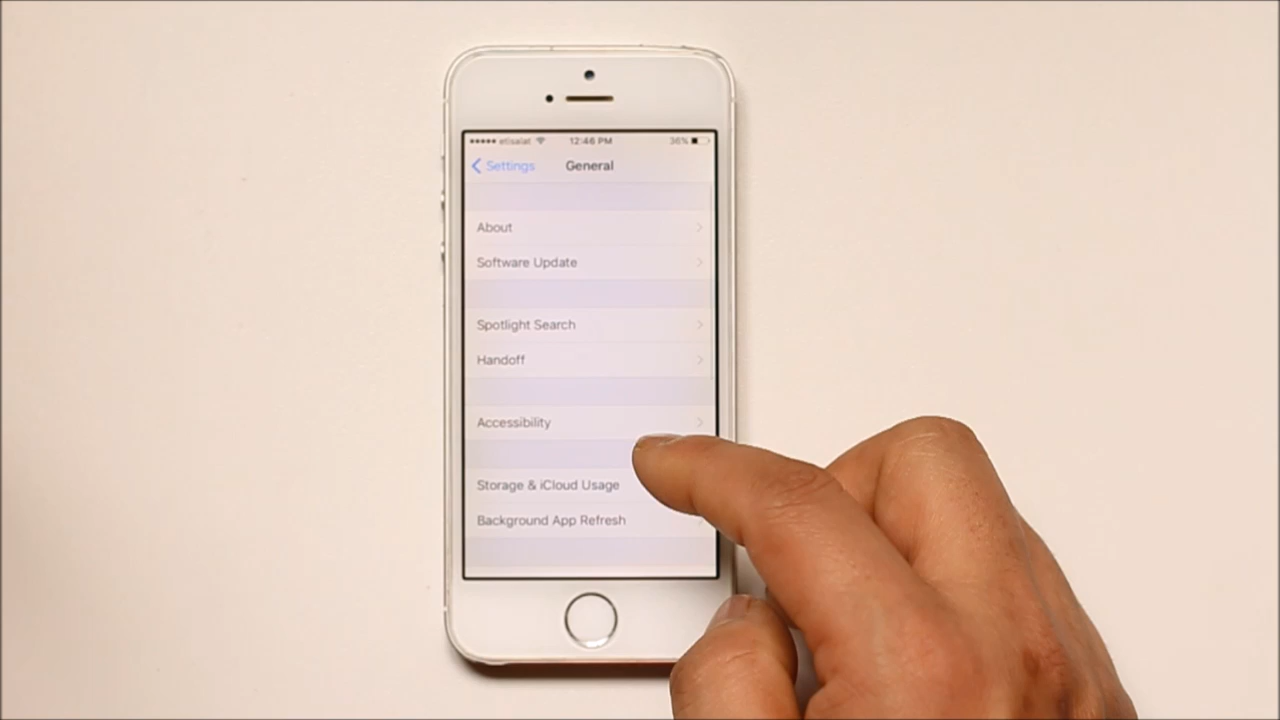 etisalat 12:46 PM 36%
Settings General
About
Software Update
Spotlight Search
Handoff
Accessibility
Storage & iCloud Usage
Background App Refresh